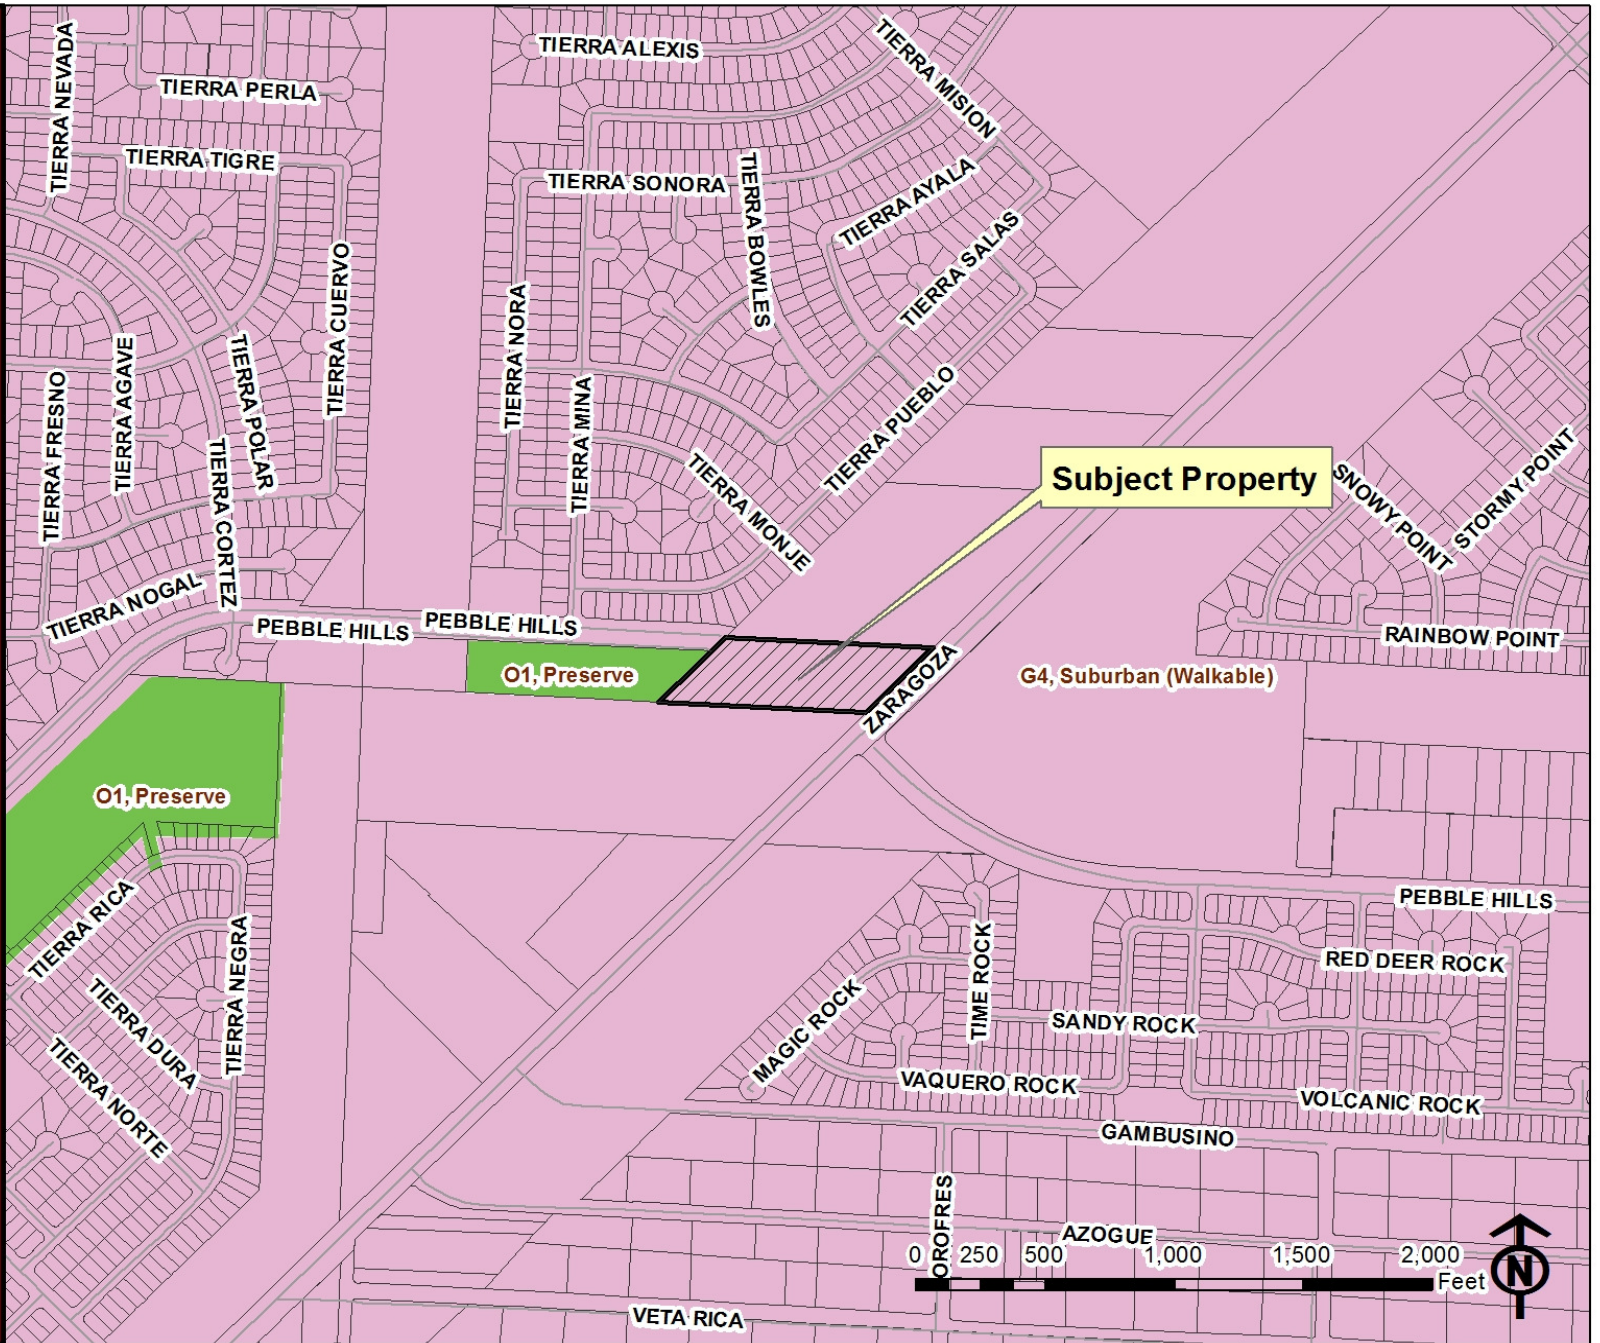 TIERRA NEVADA
TIERRA PERLA
TIERRA TIGRE
TIERRA ALEXIS
TIERRA MISION
TIERRA SONORA
TIERRA BOWLES
TIERRA AYALA
TIERRA SALAS
TIERRA CUERVO
TIERRA NORA
TIERRA AGAVE
TIERRA FRESNO
TIERRA POLAR
TIERRA MINA
TIERRA PUEBLO
TIERRA CORTEZ
TIERRA MONJE
Subject Property
SNOWY POINT
STORMY POINT
TIERRA NOGAL
PEBBLE HILLS
PEBBLE HILLS
RAINBOW POINT
O1, Preserve
ZARAGOZA
G4, Suburban (Walkable)
O1, Preserve
PEBBLE HILLS
TIERRA RICA
TIERRA NEGRA
TIME ROCK
RED DEER ROCK
MAGIC ROCK
SANDY ROCK
TIERRA DURA
TIERRA NORTE
VAQUERO ROCK
VOLCANIC ROCK
GAMBUSINO
OROFRES
AZOGUE
0 250 500 1,000 1,500 2,000
Feet
N
VETA RICA